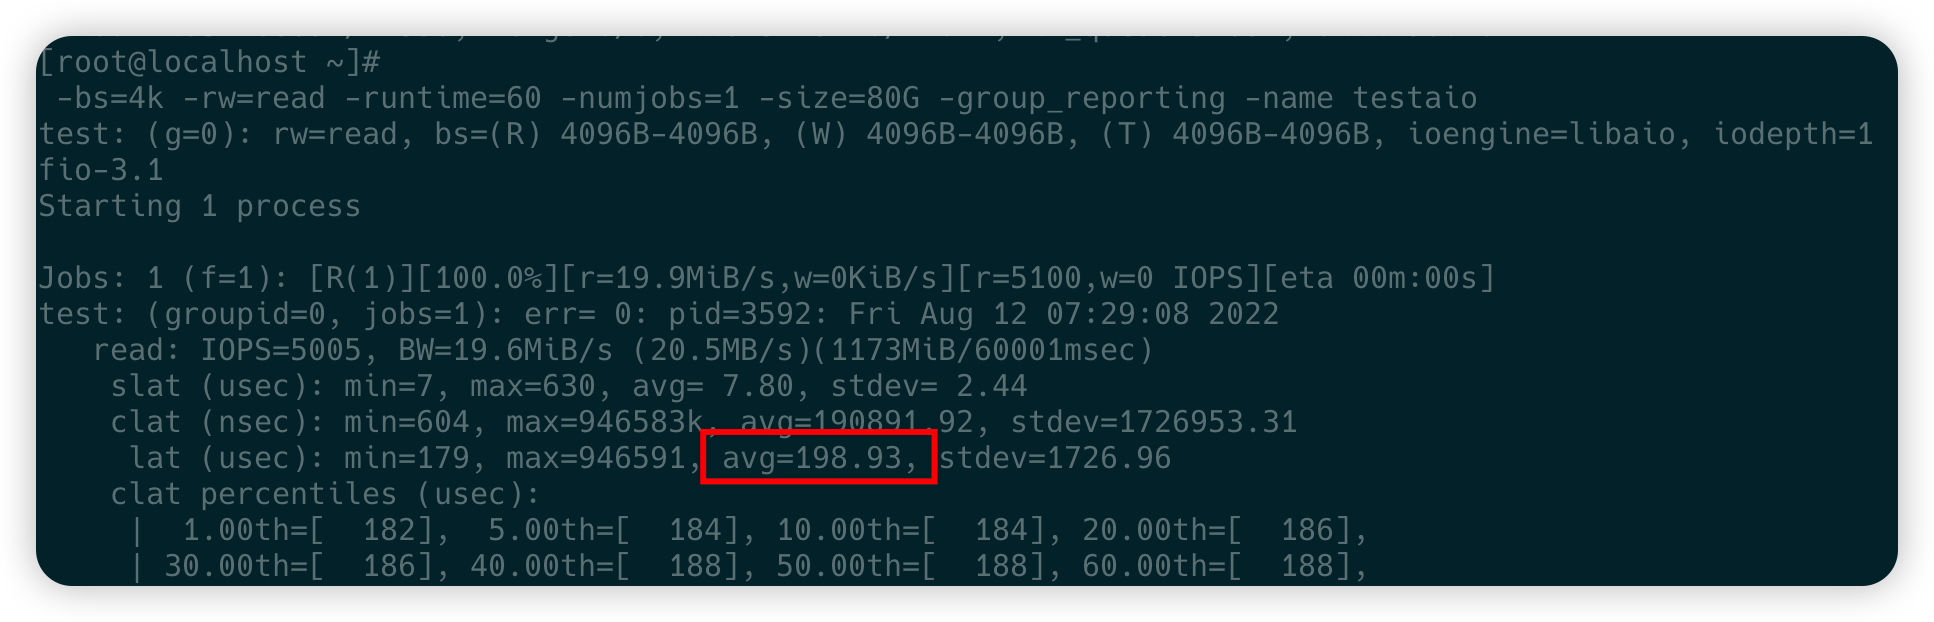 [root@localhost ~]#
 -bs=4k -rw=read -runtime=60 -numjobs=1 -size=80G -group_reporting -name testaio
test: (g=0): rw=read, bs=(R) 4096B-4096B, (W) 4096B-4096B, (T) 4096B-4096B, ioengine=libaio, iodepth=1
fio-3.1
Starting 1 process
Jobs: 1 (f=1): [R(1)][100.0%][r=19.9MiB/s,w=0KiB/s][r=5100,w=0 IOPS][eta 00m:00s]
test: (groupid=0, jobs=1): err= 0: pid=3592: Fri Aug 12 07:29:08 2022
   read: IOPS=5005, BW=19.6MiB/s (20.5MB/s)(1173MiB/60001msec)
    slat (usec): min=7, max=630, avg= 7.80, stdev= 2.44
    clat (nsec): min=604, max=946583k, avg=190891.92, stdev=1726953.31
     lat (usec): min=179, max=946591, avg=198.93, stdev=1726.96
    clat percentiles (usec):
     |  1.00th=[  182],  5.00th=[  184], 10.00th=[  184], 20.00th=[  186],
     | 30.00th=[  186], 40.00th=[  188], 50.00th=[  188], 60.00th=[  188],